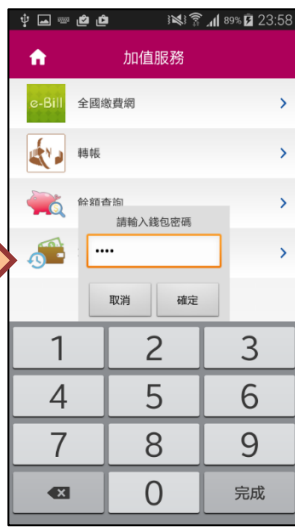 89% 23:58
加值服務
e-Bill 全國繳費網
轉帳
餘額查詢
請輸入錢包密碼
••••
取消 確定
1 2 3
4 5 6
7 8 9
0 完成